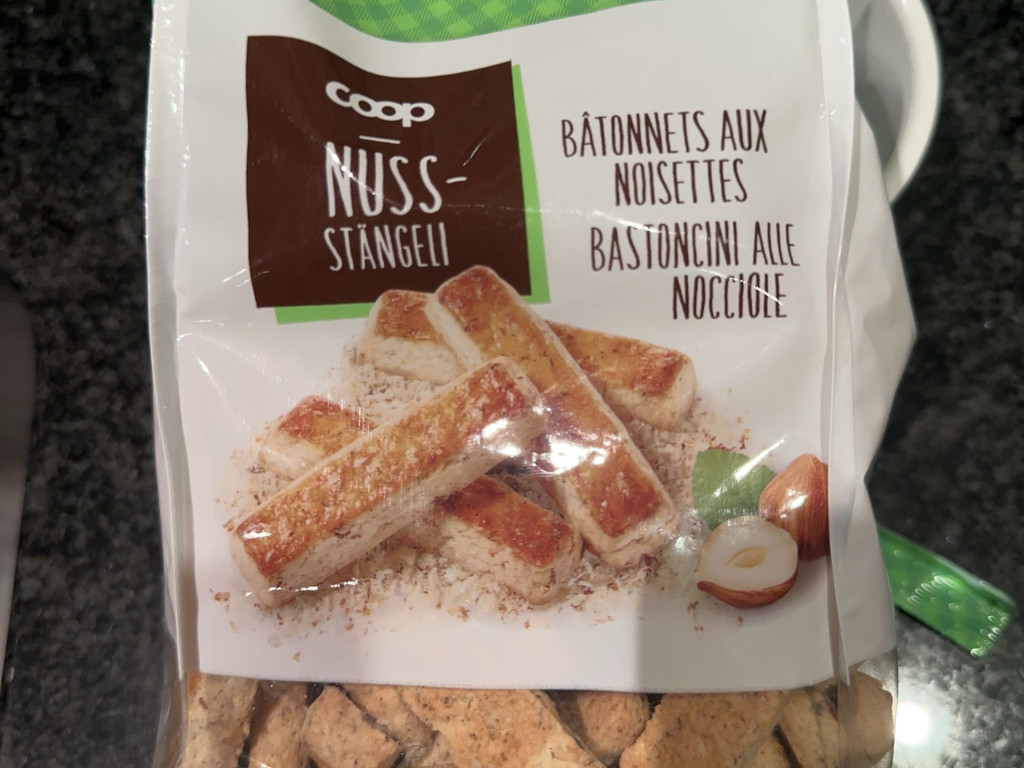 coop
NUSS-
STÄNGELI
BÂTONNETS AUX
NOISETTES
BASTONCINI ALLE
NOCCIOLE